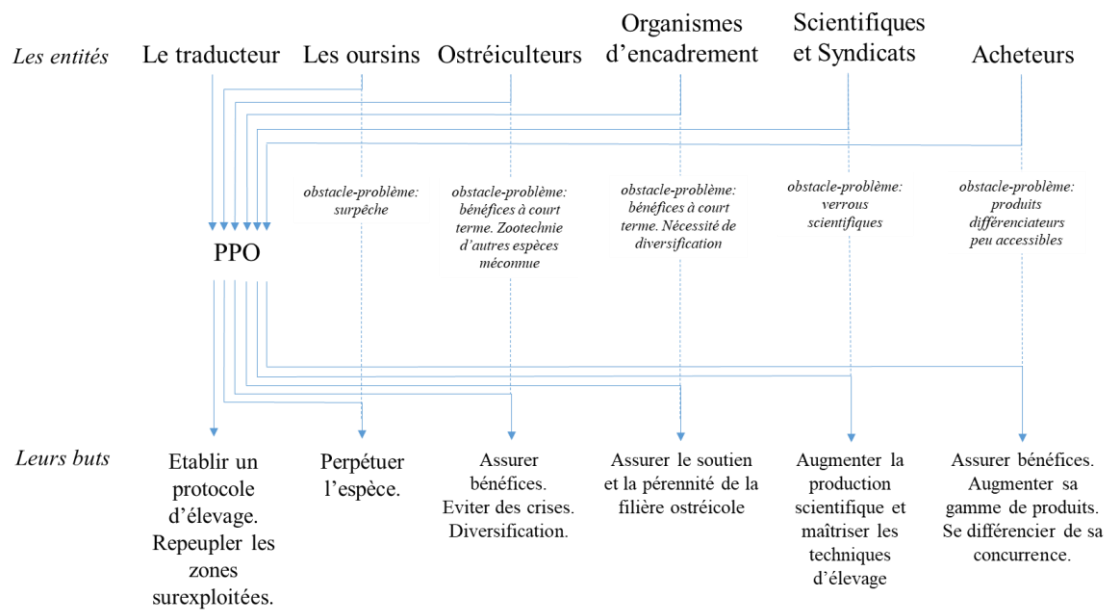 Les entités
Le traducteur
Les oursins
Ostréiculteurs
Organismes
d'encadrement
Scientifiques
et Syndicats
Acheteurs
obstacle-problème:
surpêche
obstacle-problème:
bénéfices à court
terme. Zootechnie
d'autres espèces
méconnue
obstacle-problème:
bénéfices à court
terme. Nécessité de
diversification
obstacle-problème:
verrous
scientifiques
obstacle-problème:
produits
différenciateurs
peu accessibles
PPO
Leurs buts
Etablir un
protocole
d'élevage.
Repeupler les
zones
surexploitées.
Perpétuer
l'espèce.
Assurer
bénéfices.
Eviter des crises.
Diversification.
Assurer le soutien
et la pérennité de la
filière ostréicole
Augmenter la
production
scientifique et
maîtriser les
techniques
d'élevage
Assurer bénéfices.
Augmenter sa
gamme de produits.
Se différencier de sa
concurrence.